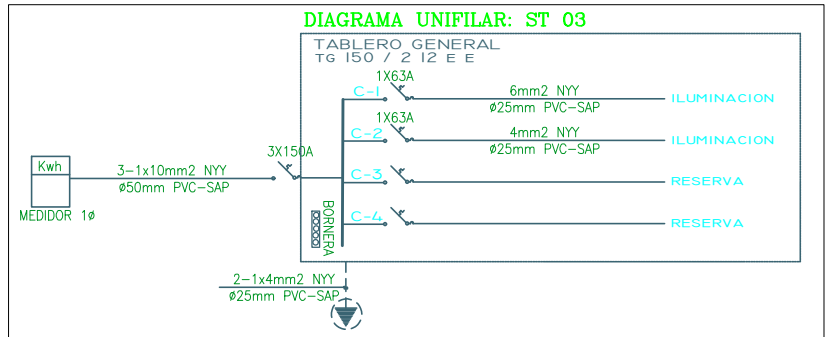 DIAGRAMA UNIFILAR: ST 03
TABLERO GENERAL
TG 150 / 2 12 E E
1X63A
C-1
6mm2 NYY
ø25mm PVC-SAP
ILUMINACION
1X63A
C-2
4mm2 NYY
ø25mm PVC-SAP
ILUMINACION
3X150A
Kwh
3-1x10mm2 NYY
ø50mm PVC-SAP
MEDIDOR 1ø
C-3
RESERVA
C-4
RESERVA
BORNERA
2-1x4mm2 NYY
ø25mm PVC-SAP